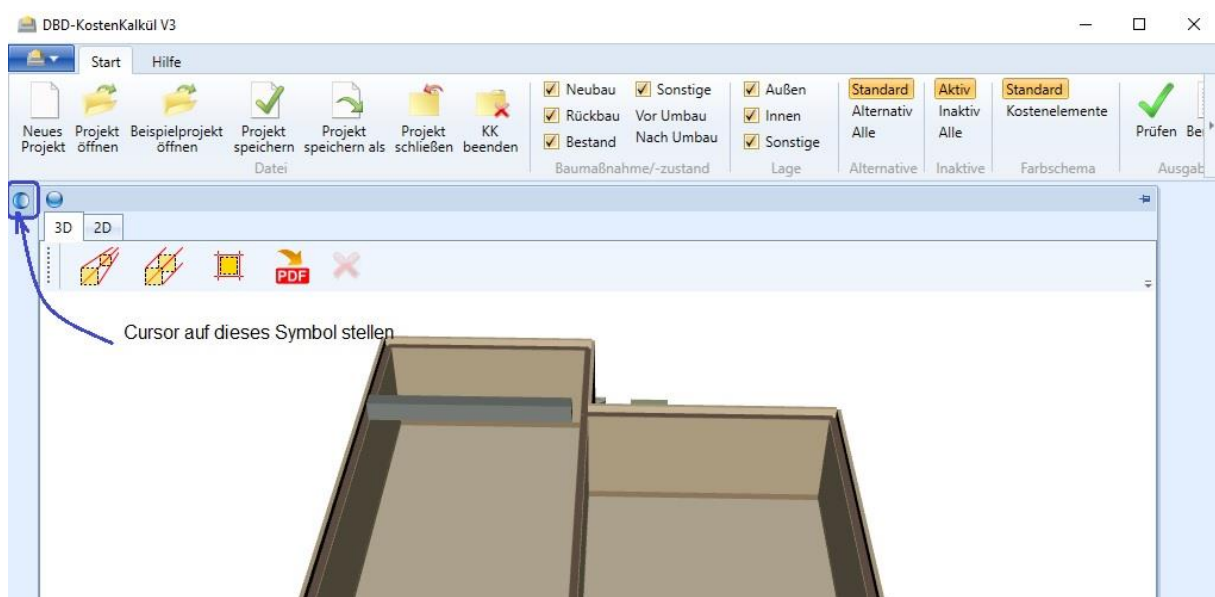 DBD-KostenKalkül V3
Start Hilfe
Neues Projekt
Projekt öffnen
Beispielprojekt öffnen
Projekt speichern
Projekt speichern als
Projekt schließen
KK beenden
Datei
Neubau
Rückbau
Bestand
Sonstige
Vor Umbau
Nach Umbau
Baumaßnahme/-zustand
Außen
Innen
Sonstige
Lage
Standard
Alternativ
Alle
Alternative
Aktiv
Inaktiv
Alle
Inaktive
Standard
Kostenelemente
Farbschema
Prüfen
Ausgab
3D 2D
PDF
Cursor auf dieses Symbol stellen